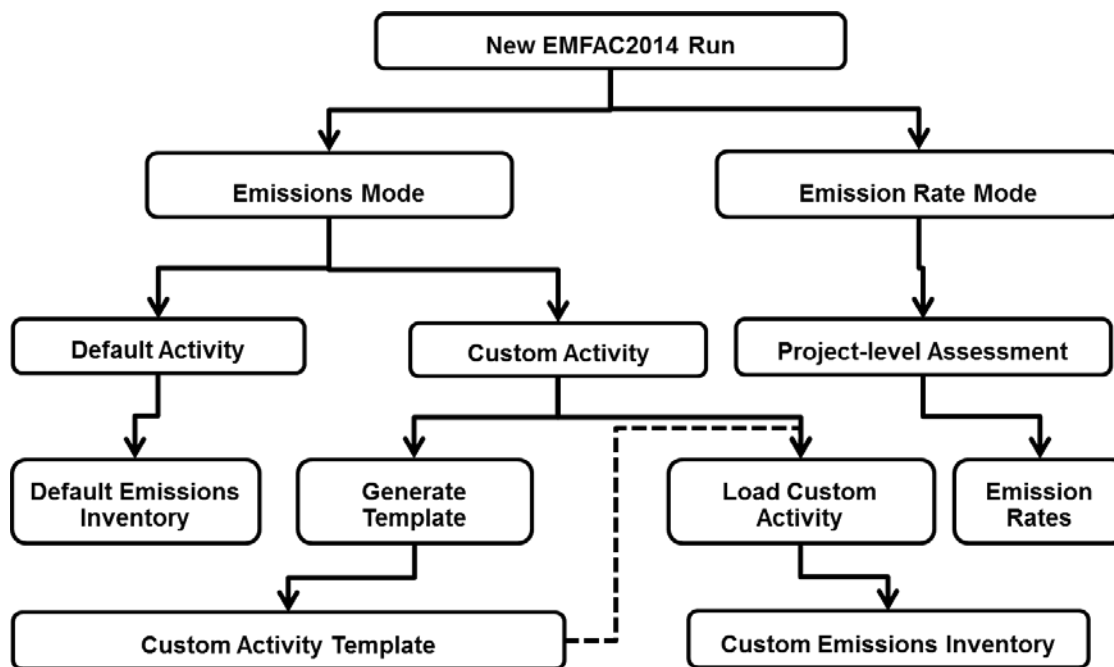 New EMFAC2014 Run
Emissions Mode
Emission Rate Mode
Default Activity
Custom Activity
Project-level Assessment
Default Emissions
Inventory
Generate
Template
Load Custom
Activity
Emission
Rates
Custom Activity Template
Custom Emissions Inventory